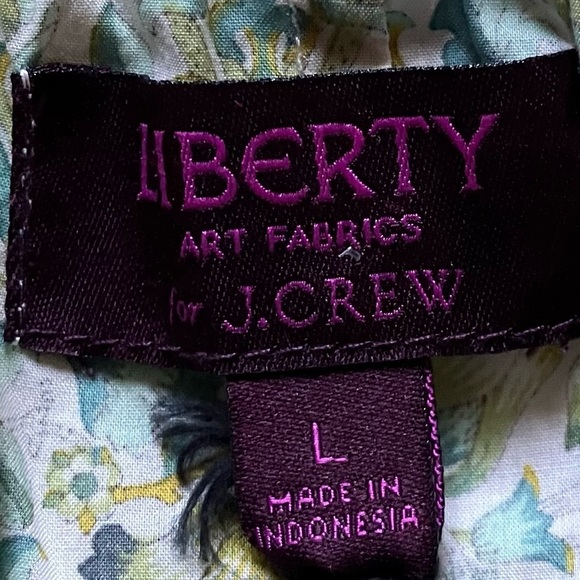 LIBERTY
ART FABRICS
for J.CREW
L
MADE IN
INDONESIA